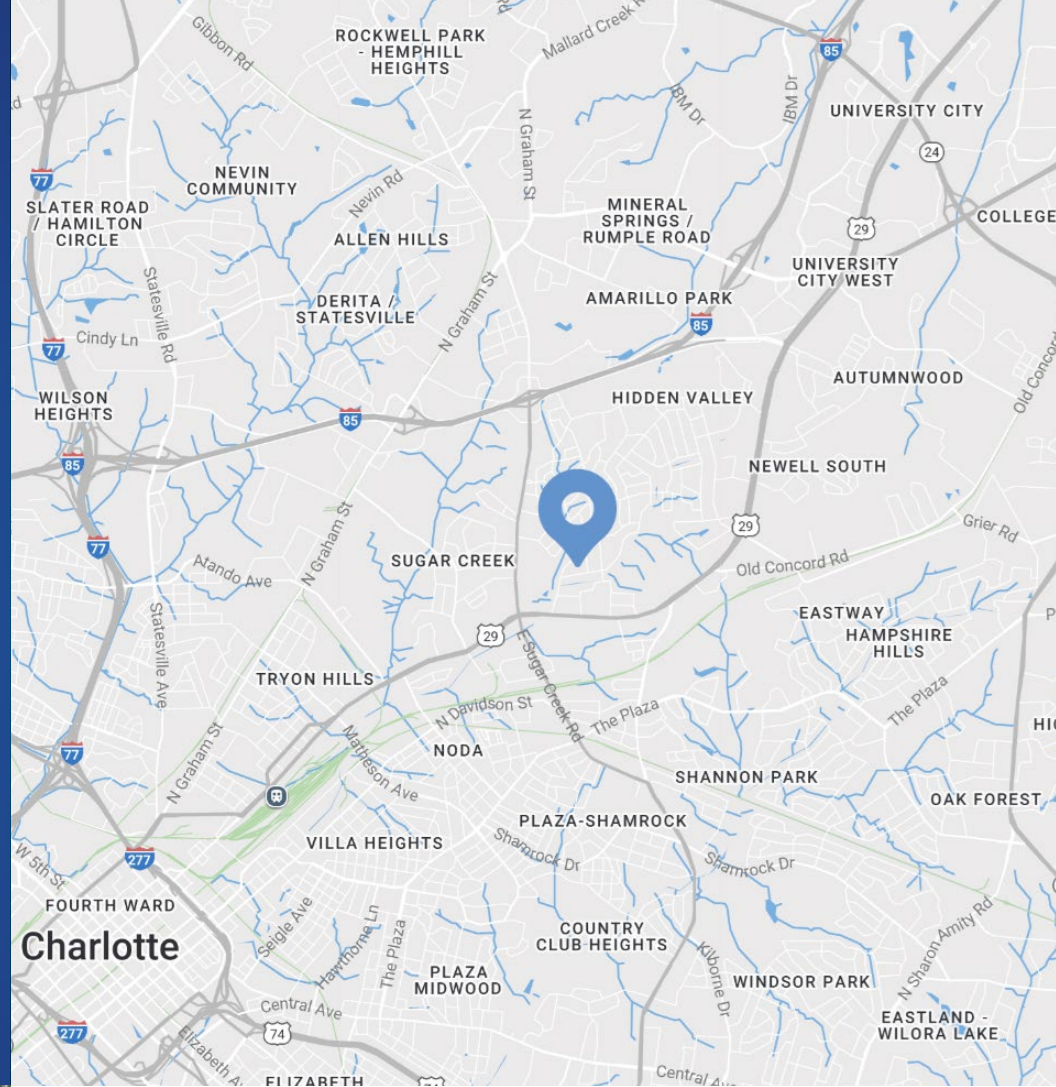 ROCKWELL PARK
- HEMPHILL
HEIGHTS
Gibbon Rd
Mallard Creek R
85
IBM Dr
IBM Dr
UNIVERSITY CITY
N Graham St
24
77
NEVIN
COMMUNITY
Nevin Rd
SLATER ROAD
/ HAMILTON
CIRCLE
MINERAL
SPRINGS /
RUMPLE ROAD
COLLEGE
29
ALLEN HILLS
UNIVERSITY
CITY WEST
Statesville Rd
DERITA /
STATESVILLE
N Graham St
AMARILLO PARK
85
Cindy Ln
77
Old Concor
AUTUMNWOOD
WILSON
HEIGHTS
HIDDEN VALLEY
85
85
NEWELL SOUTH
N Graham St
29
Grier Rd
77
SUGAR CREEK
Atando Ave
Old Concord Rd
Statesville Ave
29
EASTWAY
HAMPSHIRE
HILLS
E Sugar Creek Rd
TRYON HILLS
N Davidson St
The Plaza
The Plaza
HI
77
N Graham St
Matheson Ave
NODA
SHANNON PARK
OAK FOREST
PLAZA-SHAMROCK
VILLA HEIGHTS
Shamrock Dr
Shamrock Dr
277
W 5th St
FOURTH WARD
Charlotte
Seigle Ave
Hawthorne Ln
The Plaza
COUNTRY
CLUB HEIGHTS
Kilborne Dr
N Sharon Amity Rd
PLAZA
MIDWOOD
WINDSOR PARK
Central Ave
74
EASTLAND -
WILORA LAKE
277
Elizabeth A
ELIZABETH
Central A